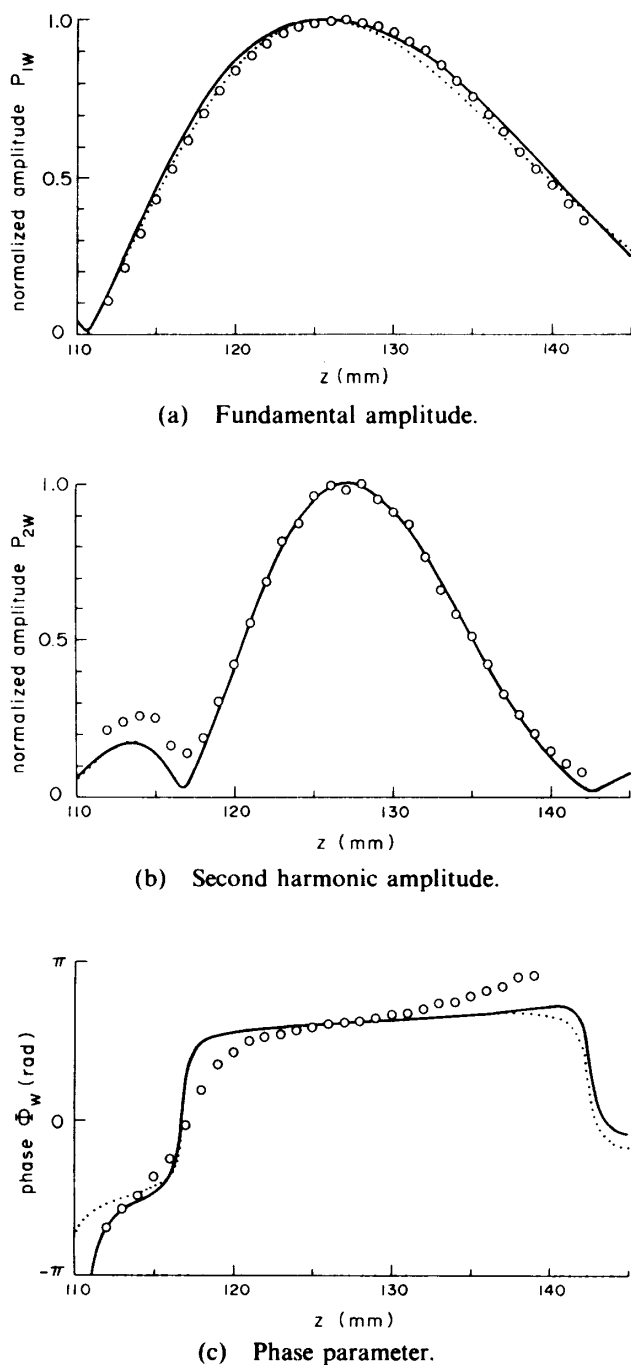 1.0
normalized amplitude P1W
0.5
0
110
120
130
140
z (mm)
(a) Fundamental amplitude.
1.0
normalized amplitude P2W
0.5
0
110
120
130
140
z (mm)
(b) Second harmonic amplitude.
π
phase Φw (rad)
0
-π
110
120
130
140
z (mm)
(c) Phase parameter.